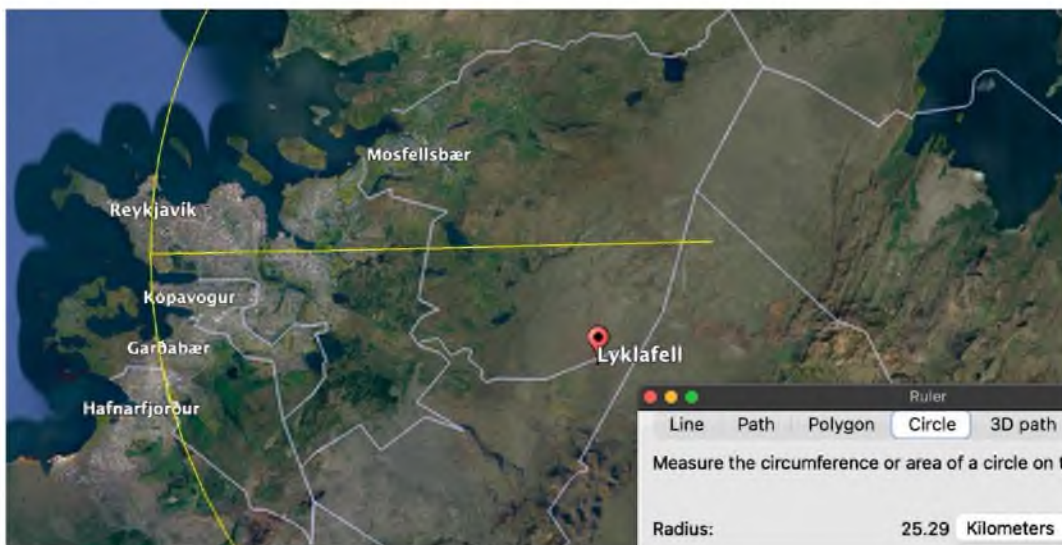 Mosfellsbær
Reykjavík
Kópavogur
Garðabær
Lyklafell
Hafnarfjörður
Ruler
Line Path Polygon Circle 3D path
Measure the circumference or area of a circle on t
Radius: 25.29 Kilometers